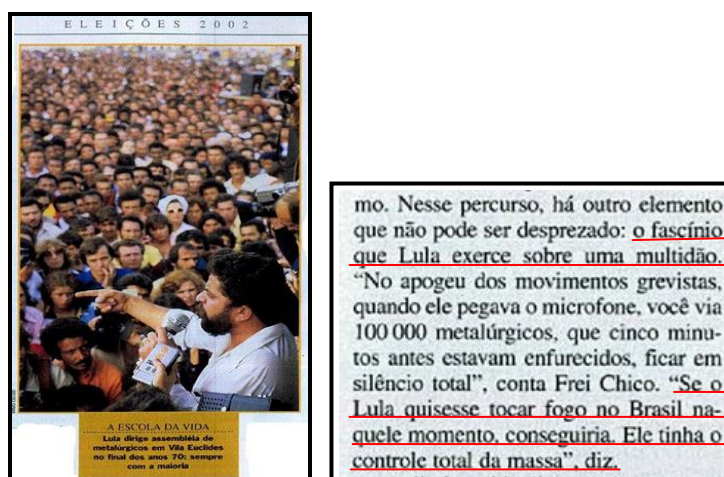 ELEIÇÕES 2002
A ESCOLA DA VIDA
Lula dirige assembléia de
metalúrgicos em Vila Euclides
no final dos anos 70: sempre
com a maioria
mo. Nesse percurso, há outro elemento
que não pode ser desprezado: o fascínio
que Lula exerce sobre uma multidão.
“No apogeu dos movimentos grevistas,
quando ele pegava o microfone, você via
100 000 metalúrgicos, que cinco minu-
tos antes estavam enfurecidos, ficar em
silêncio total”, conta Frei Chico. “Se o
Lula quisesse tocar fogo no Brasil na-
quele momento, conseguiria. Ele tinha o
controle total da massa”, diz.